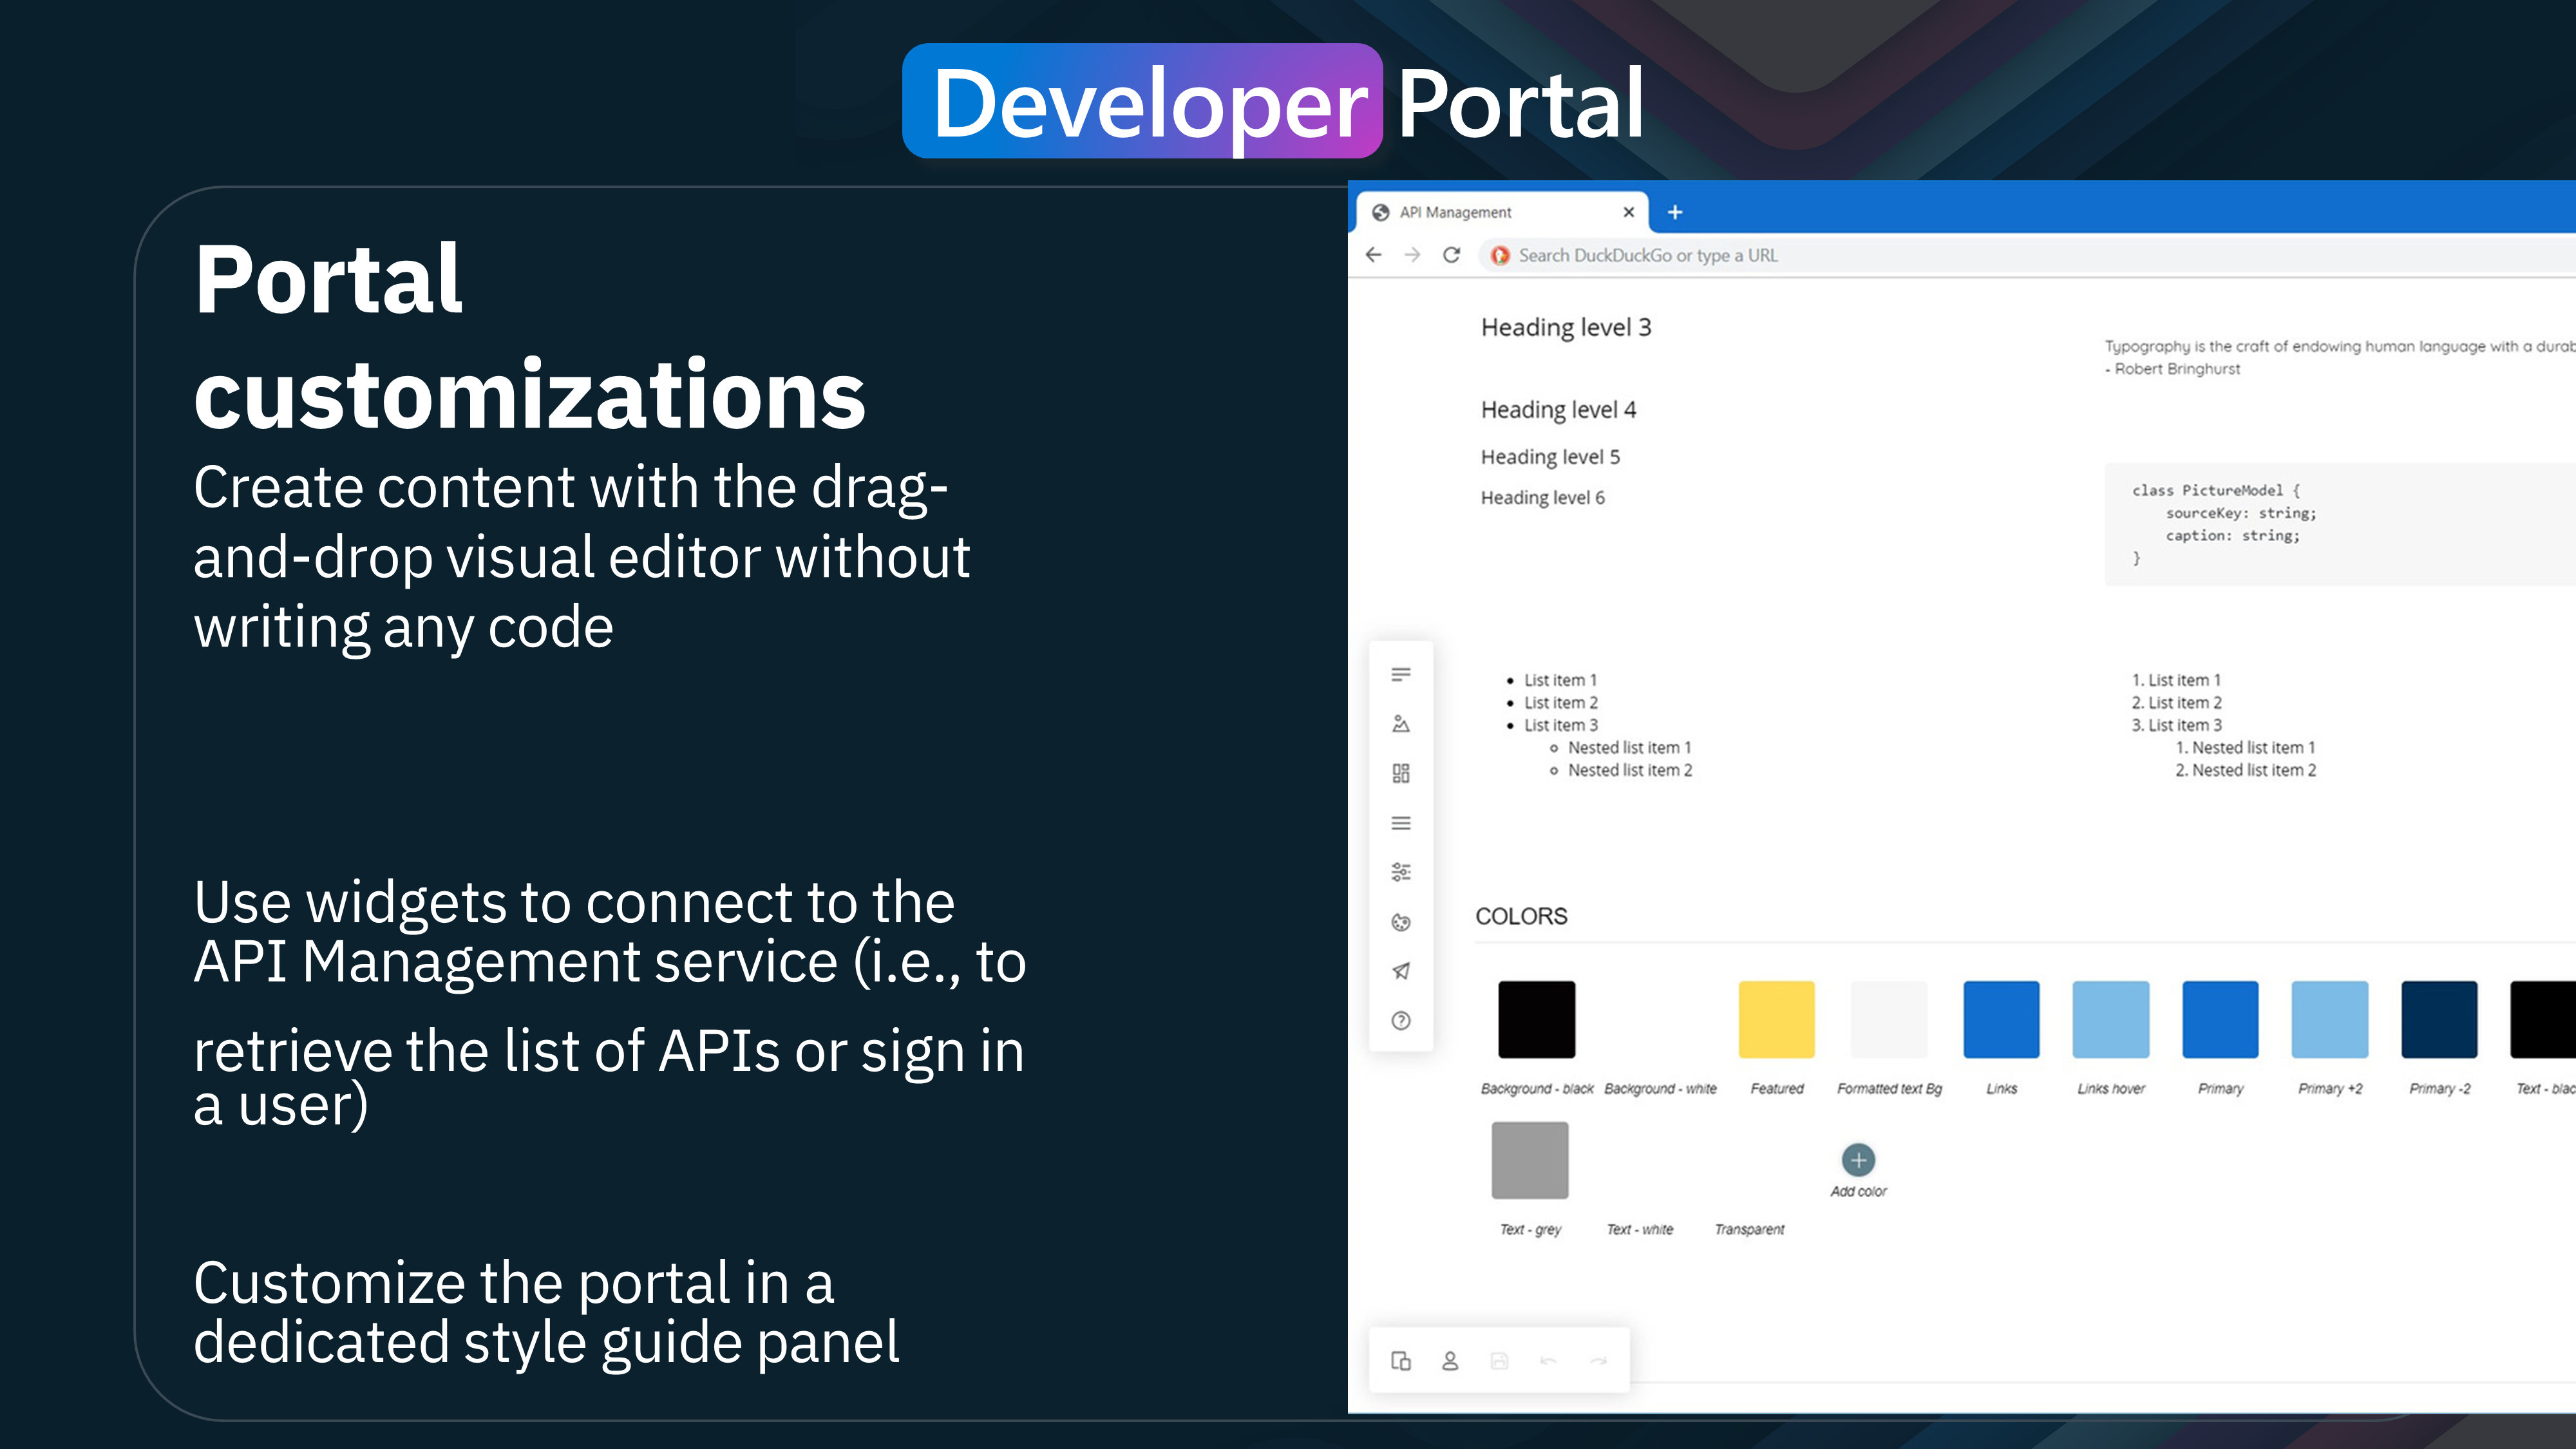 Developer Portal
Portal
customizations
Create content with the drag-
and-drop visual editor without
writing any code
Use widgets to connect to the
API Management service (i.e., to
retrieve the list of APIs or sign in
a user)
Customize the portal in a
dedicated style guide panel
API Management
Search DuckDuckGo or type a URL
Heading level 3
Heading level 4
Heading level 5
Heading level 6
Typography is the craft of endowing human language with a durab
- Robert Bringhurst
class PictureModel {
sourceKey: string;
caption: string;
}
• List item 1
• List item 2
• List item 3
○ Nested list item 1
○ Nested list item 2
1. List item 1
2. List item 2
3. List item 3
1. Nested list item 1
2. Nested list item 2
COLORS
Background - black Background - white Featured Formatted text Bg Links Links hover Primary Primary +2 Primary -2 Text - blac
Add color
Text - grey Text - white Transparent